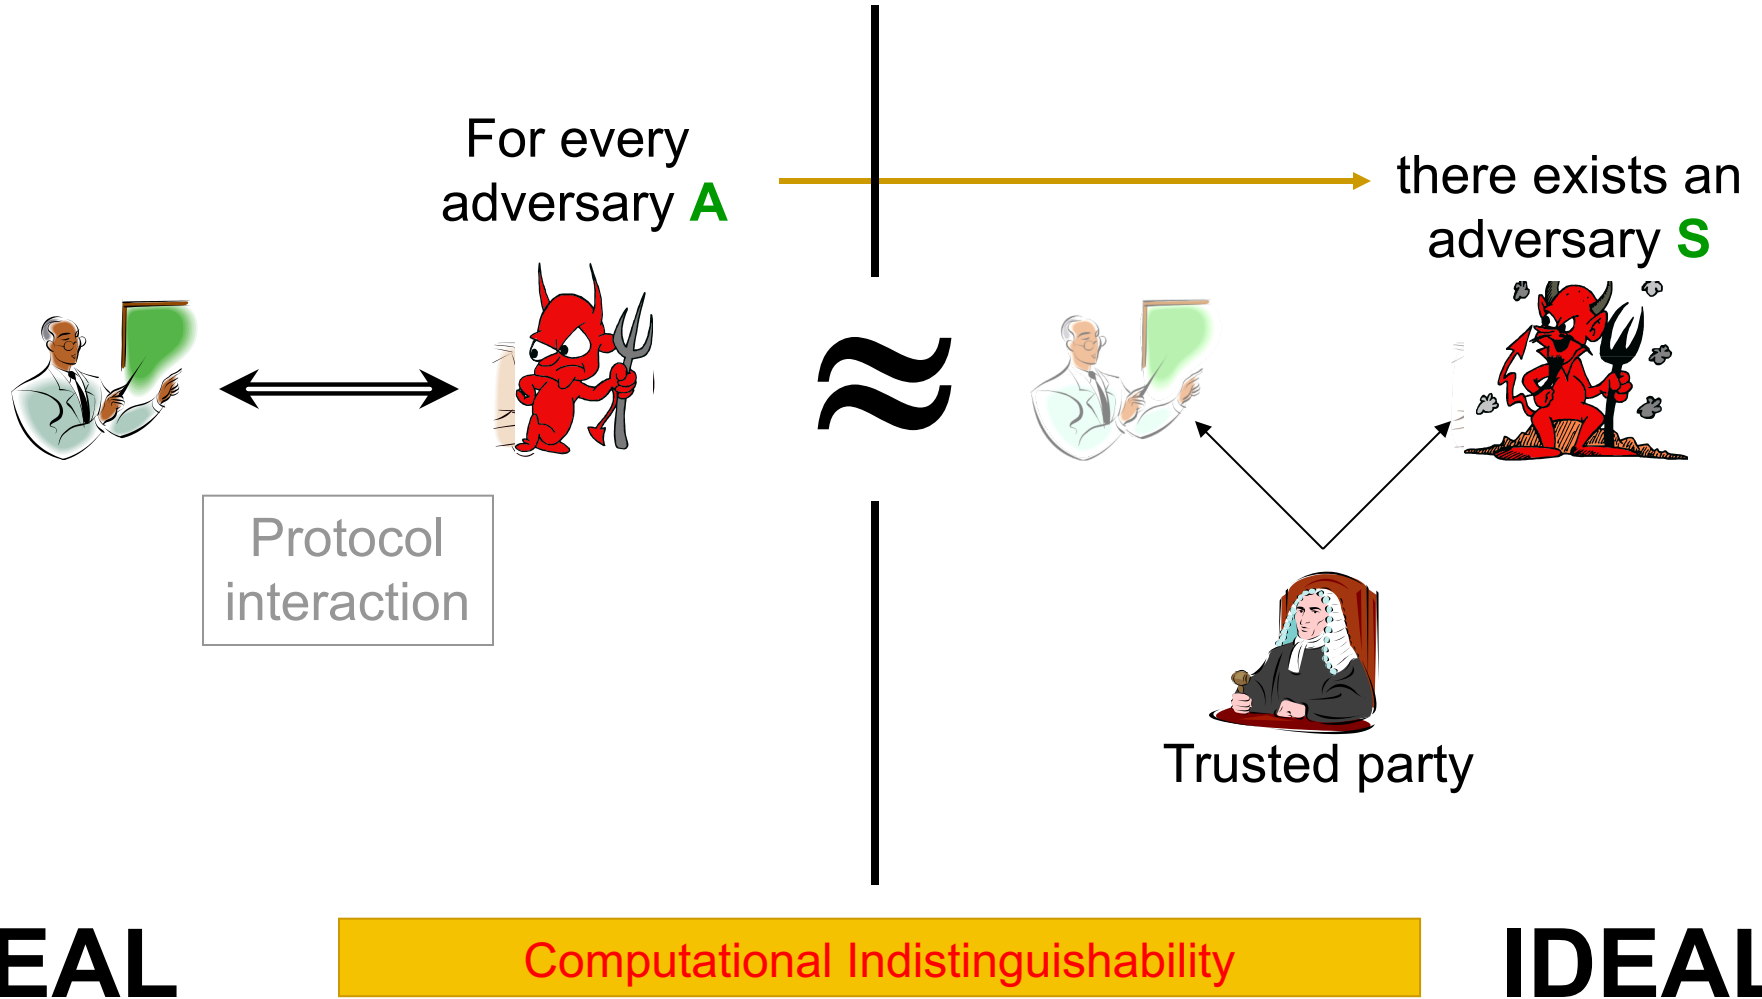 For every
adversary A
there exists an
adversary S
≈
Protocol
interaction
Trusted party
EAL
Computational Indistinguishability
IDEAL